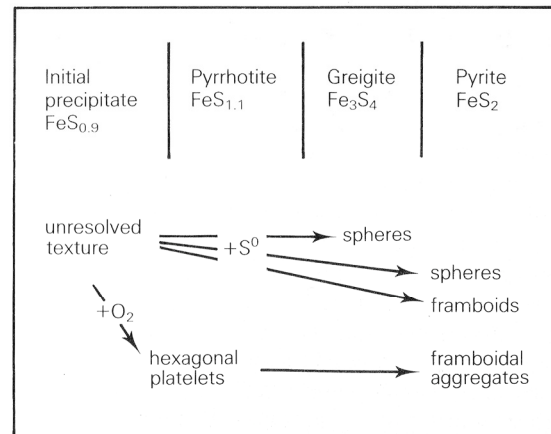 Initial
precipitate
FeS₀.₉
Pyrrhotite
FeS₁.₁
Greigite
Fe₃S₄
Pyrite
FeS₂
unresolved
texture
+S⁰
spheres
spheres
framboids
+O₂
hexagonal
platelets
framboidal
aggregates